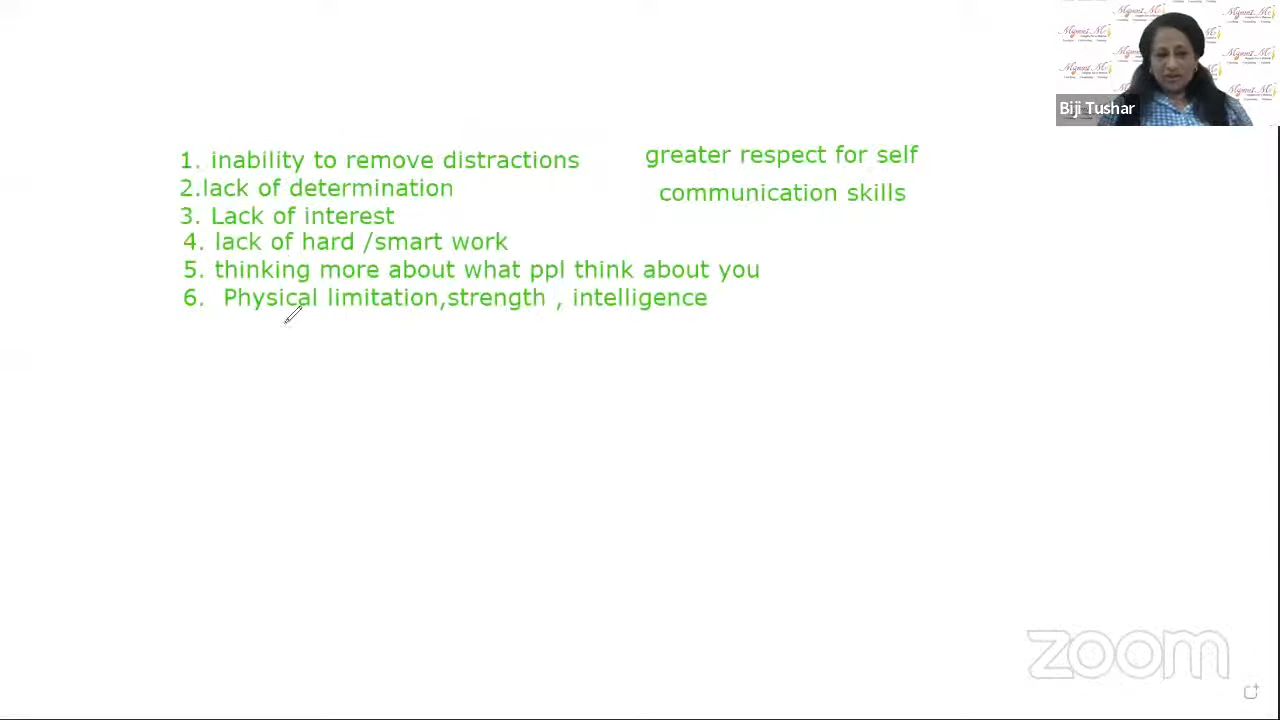 Biji Tushar
1. inability to remove distractions
2.lack of determination
3. Lack of interest
4. lack of hard /smart work
5. thinking more about what ppl think about you
6. Physical limitation,strength , intelligence
greater respect for self
communication skills
zoom